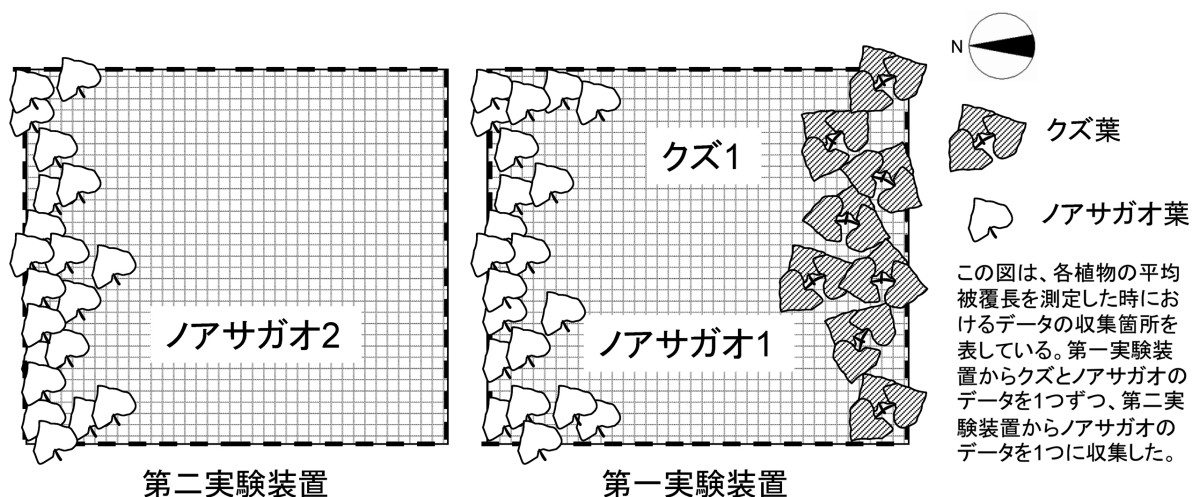 N
クズ1
ノアサガオ2
ノアサガオ1
第二実験装置
第一実験装置
クズ葉
ノアサガオ葉
この図は、各植物の平均
被覆長を測定した時にお
けるデータの収集箇所を
表している。第一実験装
置からクズとノアサガオの
データを1つずつ、第二実
験装置からノアサガオの
データを1つに収集した。